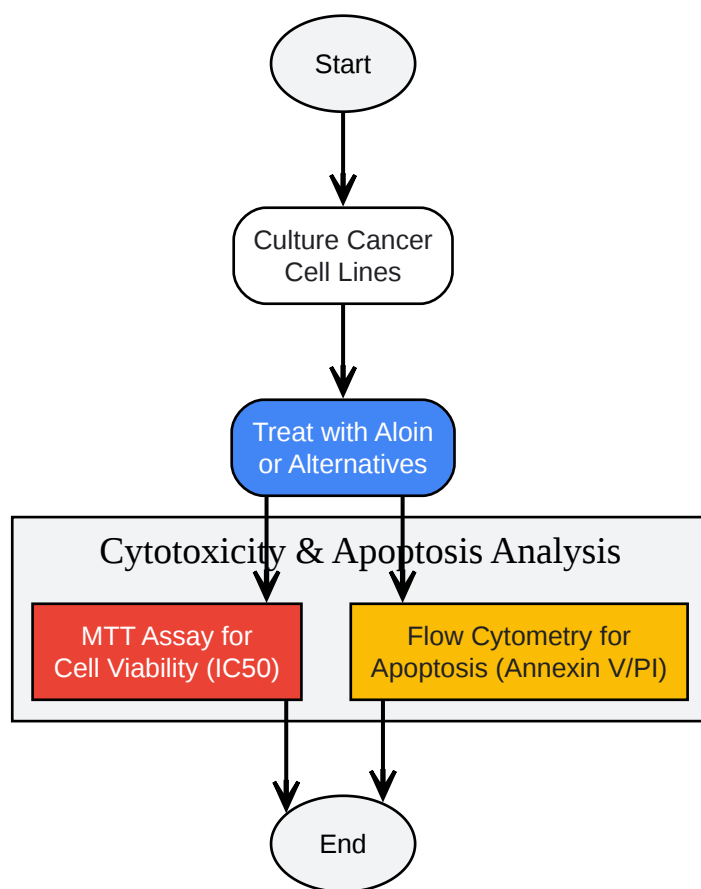 Start
Culture Cancer
Cell Lines
Treat with Aloin
or Alternatives
Cytotoxicity & Apoptosis Analysis
MTT Assay for
Cell Viability (IC50)
Flow Cytometry for
Apoptosis (Annexin V/PI)
End